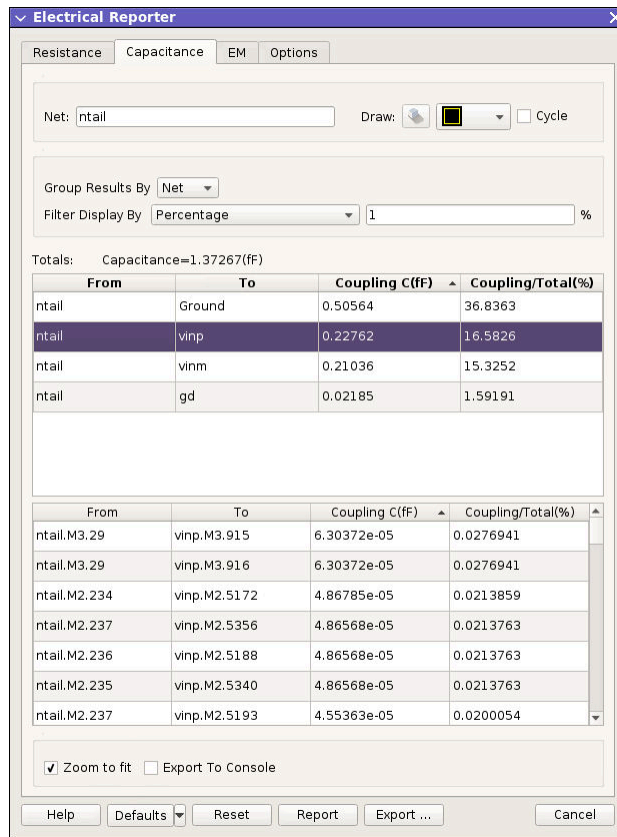 Electrical Reporter
Resistance Capacitance EM Options
Net: ntail Draw: Cycle
Group Results By Net
Filter Display By Percentage 1 %
Totals: Capacitance=1.37267(fF)
From To Coupling C(fF) Coupling/Total(%)
ntail Ground 0.50564 36.8363
ntail vinp 0.22762 16.5826
ntail vinm 0.21036 15.3252
ntail gd 0.02185 1.59191
From To Coupling C(fF) Coupling/Total(%)
ntail.M3.29 vinp.M3.915 6.30372e-05 0.0276941
ntail.M3.29 vinp.M3.916 6.30372e-05 0.0276941
ntail.M2.234 vinp.M2.5172 4.86785e-05 0.0213859
ntail.M2.237 vinp.M2.5356 4.86568e-05 0.0213763
ntail.M2.236 vinp.M2.5188 4.86568e-05 0.0213763
ntail.M2.235 vinp.M2.5340 4.86568e-05 0.0213763
ntail.M2.237 vinp.M2.5193 4.55363e-05 0.0200054
Zoom to fit Export To Console
Help Defaults Reset Report Export ... Cancel